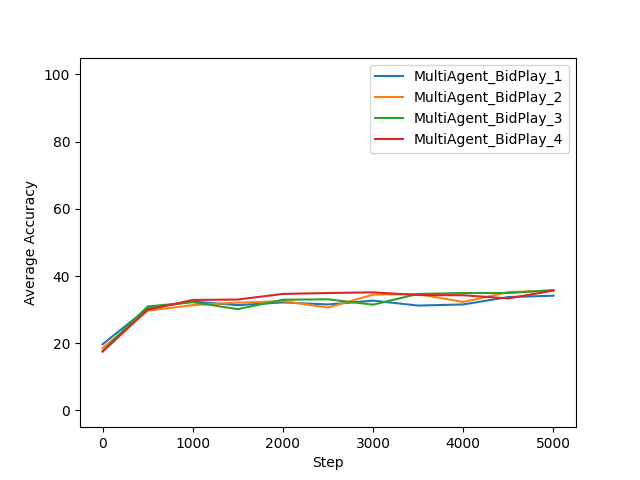 MultiAgent_BidPlay_1
MultiAgent_BidPlay_2
MultiAgent_BidPlay_3
MultiAgent_BidPlay_4
100
80
60
40
20
0
Average Accuracy
0 1000 2000 3000 4000 5000
Step